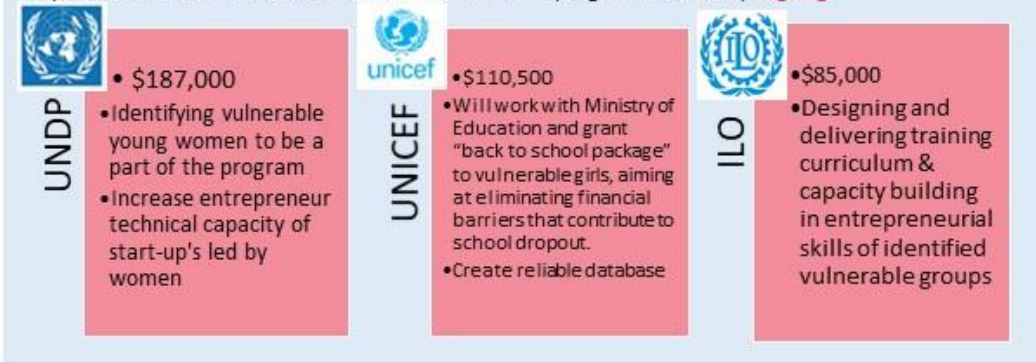 UNDP
• $187,000
•Identifying vulnerable
young women to be a
part of the program
•Increase entrepreneur
technical capacity of
start-up's led by
women
unicef
UNICEF
•$110,500
•Will work with Ministry of
Education and grant
“back to school package”
to vulnerable girls, aiming
at eliminating financial
barriers that contribute to
school dropout.
•Create reliable database
ILO
ILO
•$85,000
•Designing and
delivering training
curriculum &
capacity building
in entrepreneurial
skills of identified
vulnerable groups